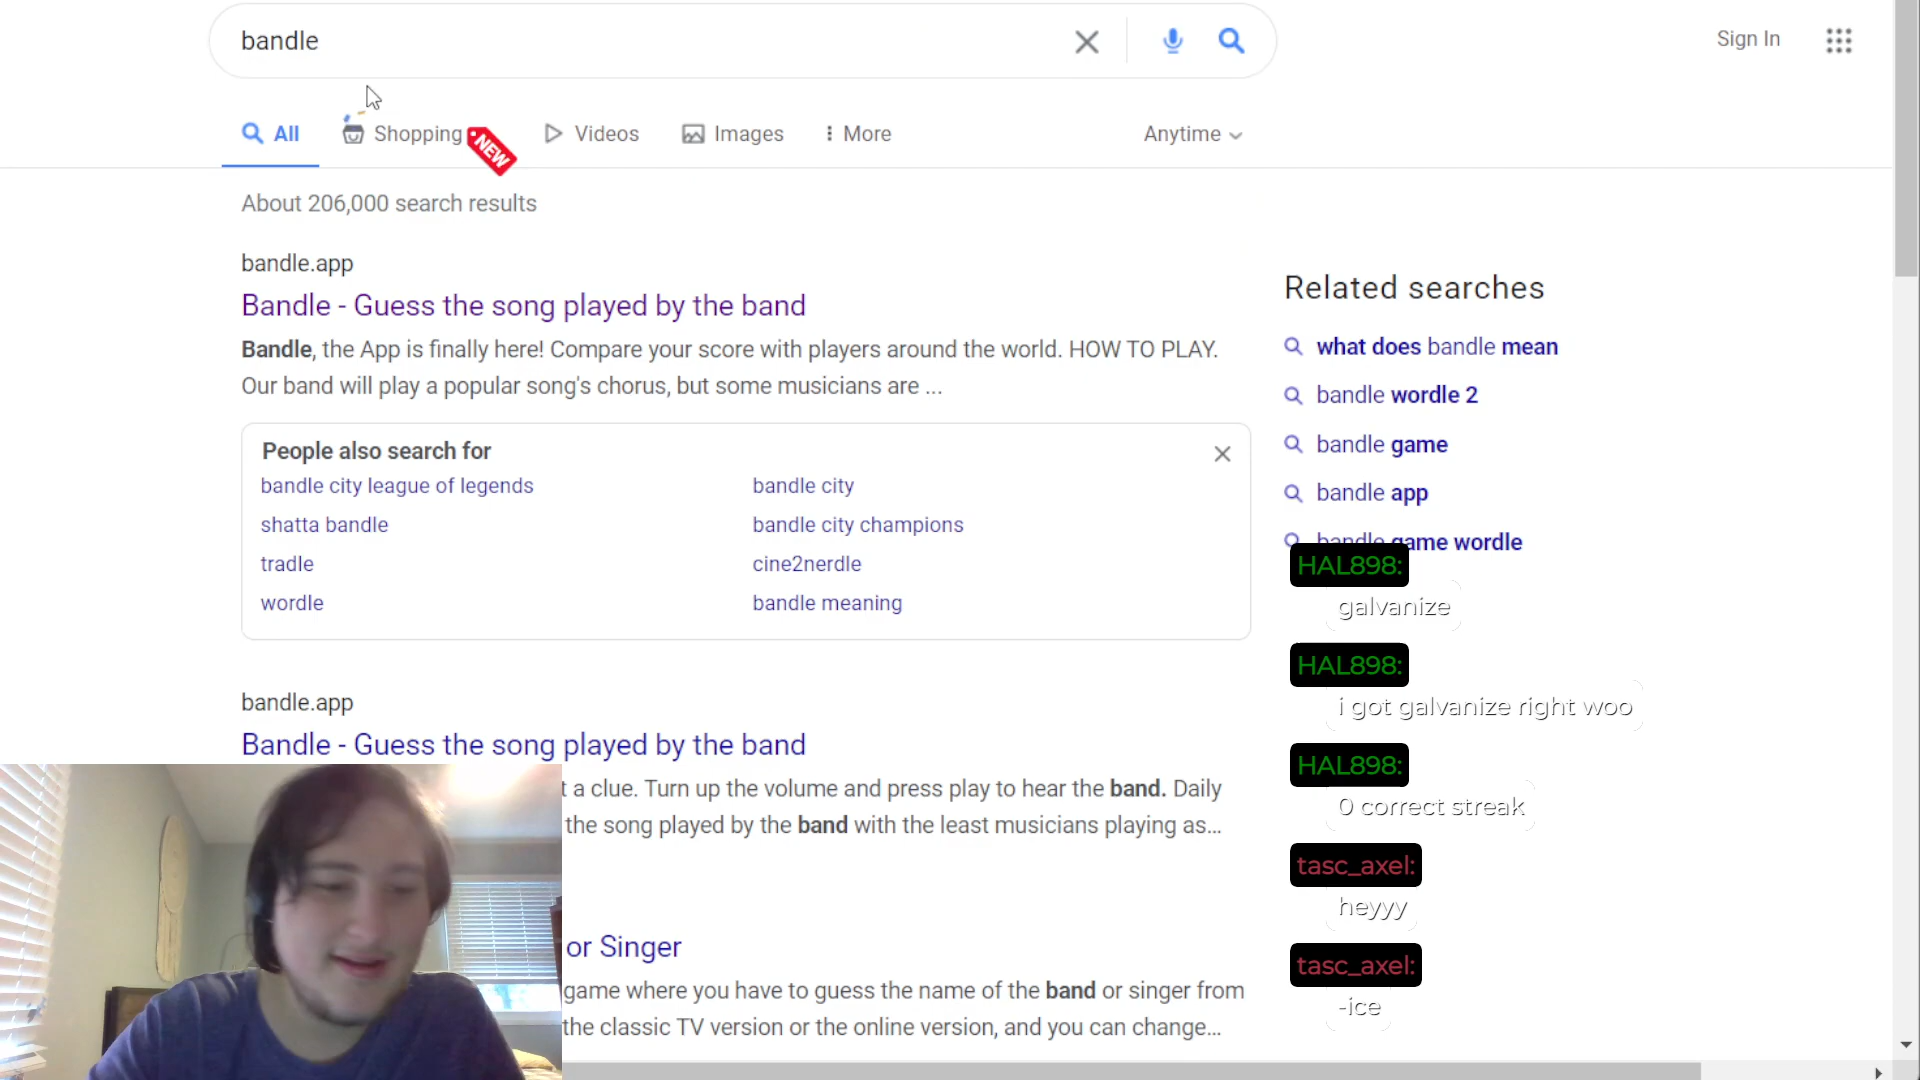 bandle
Sign In
All
Shopping
NEW
Videos
Images
More
Anytime
About 206,000 search results
bandle.app
Bandle - Guess the song played by the band
Bandle, the App is finally here! Compare your score with players around the world. HOW TO PLAY.
Our band will play a popular song's chorus, but some musicians are ...
People also search for
bandle city league of legends
bandle city
shatta bandle
bandle city champions
tradle
cine2nerdle
wordle
bandle meaning
bandle.app
Bandle - Guess the song played by the band
t a clue. Turn up the volume and press play to hear the band. Daily
the song played by the band with the least musicians playing as...
or Singer
game where you have to guess the name of the band or singer from
the classic TV version or the online version, and you can change...
Related searches
what does bandle mean
bandle wordle 2
bandle game
bandle app
bandle game wordle
HAL898:
galvanize
HAL898:
i got galvanize right woo
HAL898:
0 correct streak
tasc_axel:
heyyy
tasc_axel:
-ice